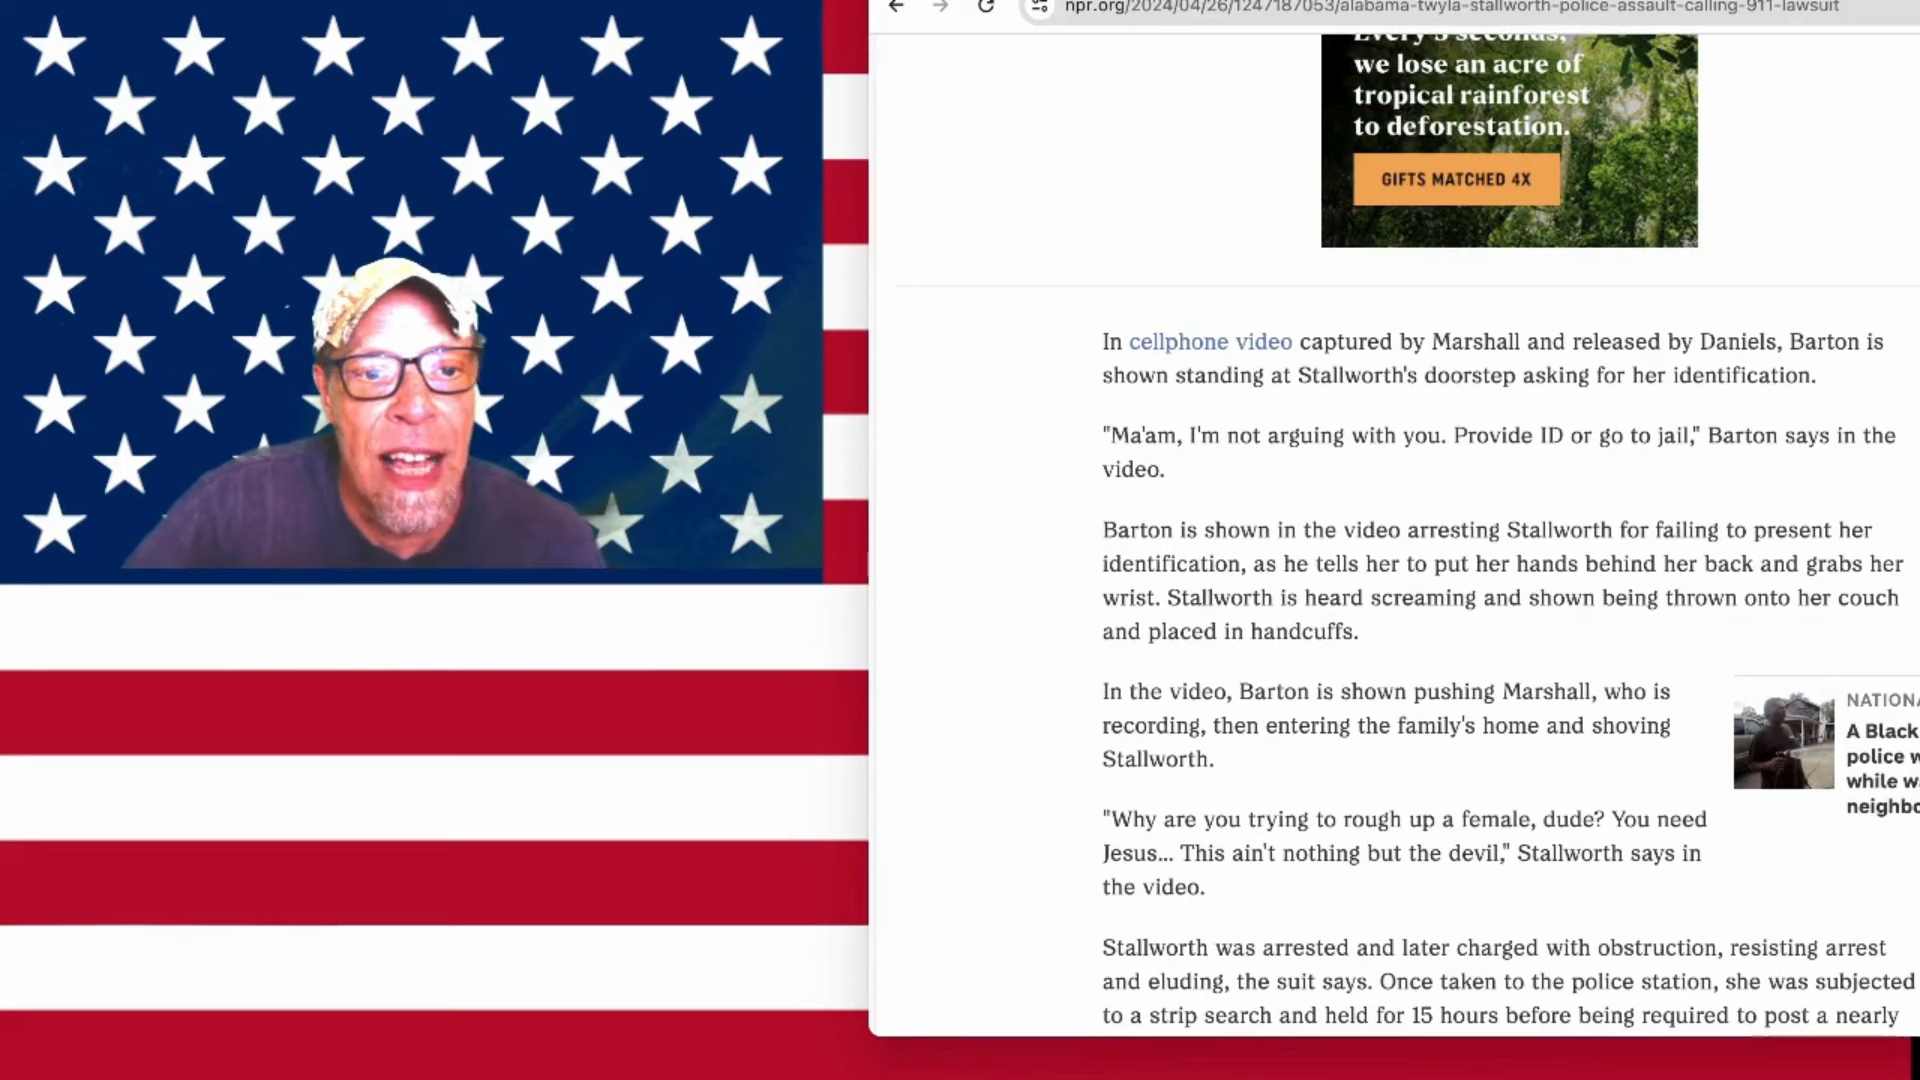 npr.org/2024/04/26/1247187053/alabama-twyla-stallworth-police-assault-calling-911-lawsuit
Every 3 seconds,
we lose an acre of
tropical rainforest
to deforestation.
GIFTS MATCHED 4X
In cellphone video captured by Marshall and released by Daniels, Barton is
shown standing at Stallworth's doorstep asking for her identification.
"Ma'am, I'm not arguing with you. Provide ID or go to jail," Barton says in the
video.
Barton is shown in the video arresting Stallworth for failing to present her
identification, as he tells her to put her hands behind her back and grabs her
wrist. Stallworth is heard screaming and shown being thrown onto her couch
and placed in handcuffs.
In the video, Barton is shown pushing Marshall, who is
recording, then entering the family's home and shoving
Stallworth.
NATIONA
A Black
police w
while wa
neighbo
"Why are you trying to rough up a female, dude? You need
Jesus... This ain't nothing but the devil," Stallworth says in
the video.
Stallworth was arrested and later charged with obstruction, resisting arrest
and eluding, the suit says. Once taken to the police station, she was subjected
to a strip search and held for 15 hours before being required to post a nearly